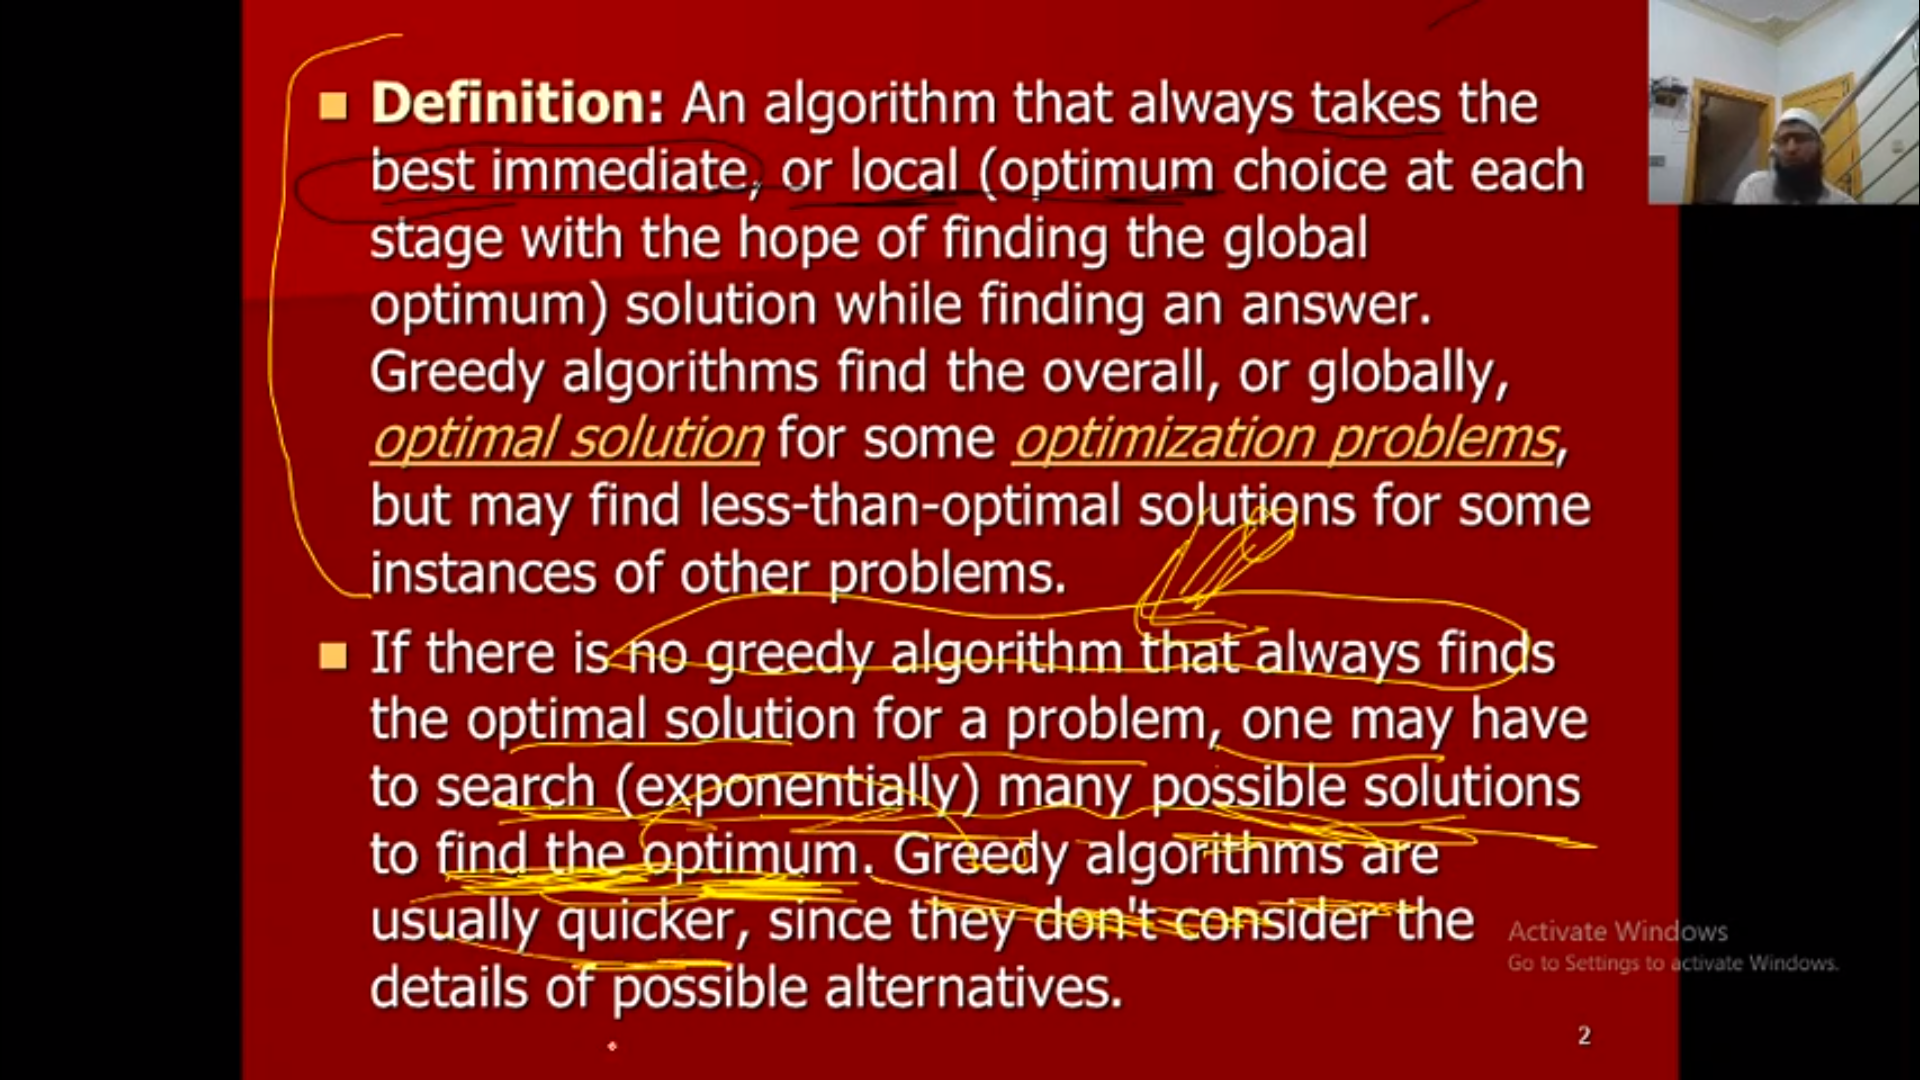 Definition: An algorithm that always takes the
best immediate, or local (optimum choice at each
stage with the hope of finding the global
optimum) solution while finding an answer.
Greedy algorithms find the overall, or globally,
optimal solution for some optimization problems,
but may find less-than-optimal solutions for some
instances of other problems.
If there is no greedy algorithm that always finds
the optimal solution for a problem, one may have
to search (exponentially) many possible solutions
to find the optimum. Greedy algorithms are
usually quicker, since they don't consider the
details of possible alternatives.
Activate Windows
Go to Settings to activate Windows.
2